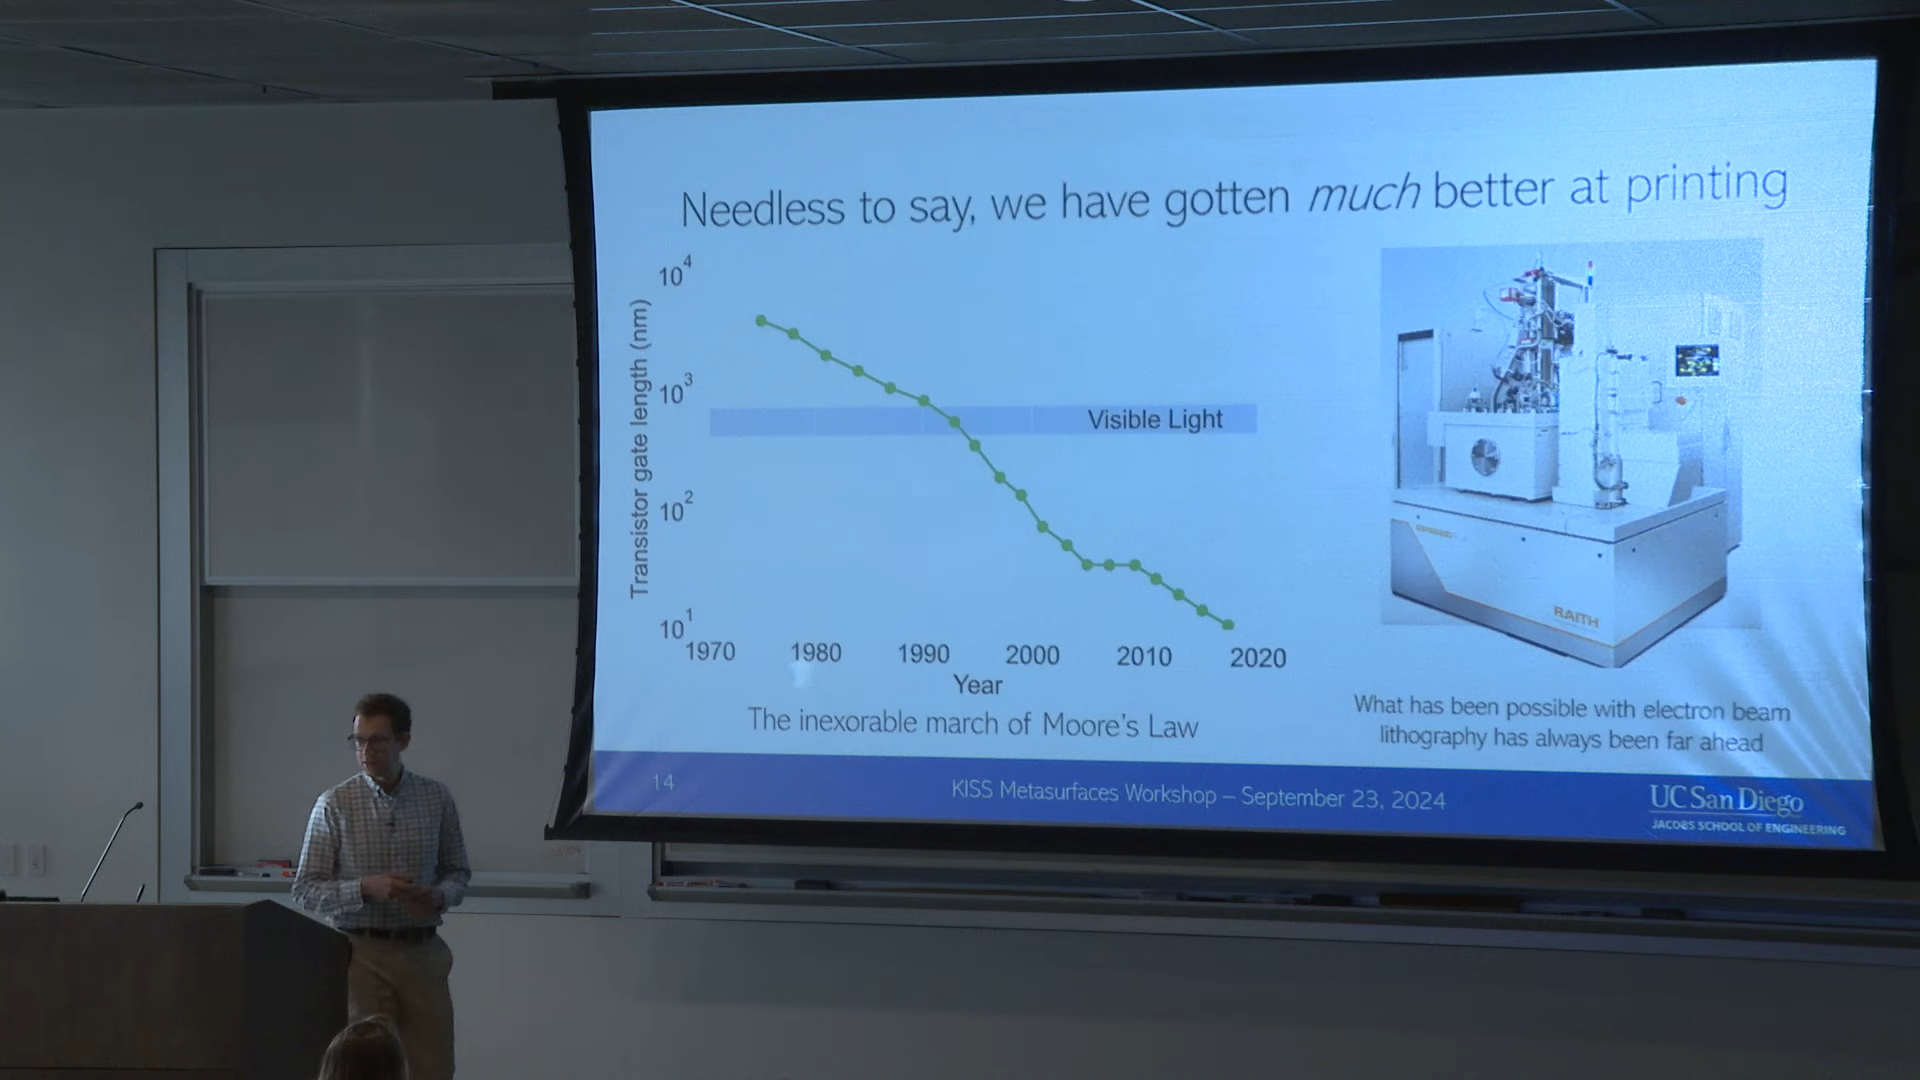 Needless to say, we have gotten much better at printing
Transistor gate length (nm)
10⁴
10³
10²
10¹
Visible Light
1970 1980 1990 2000 2010 2020
Year
The inexorable march of Moore's Law
RAITH
What has been possible with electron beam
lithography has always been far ahead
14
KISS Metasurfaces Workshop – September 23, 2024
UC San Diego
JACOBS SCHOOL OF ENGINEERING